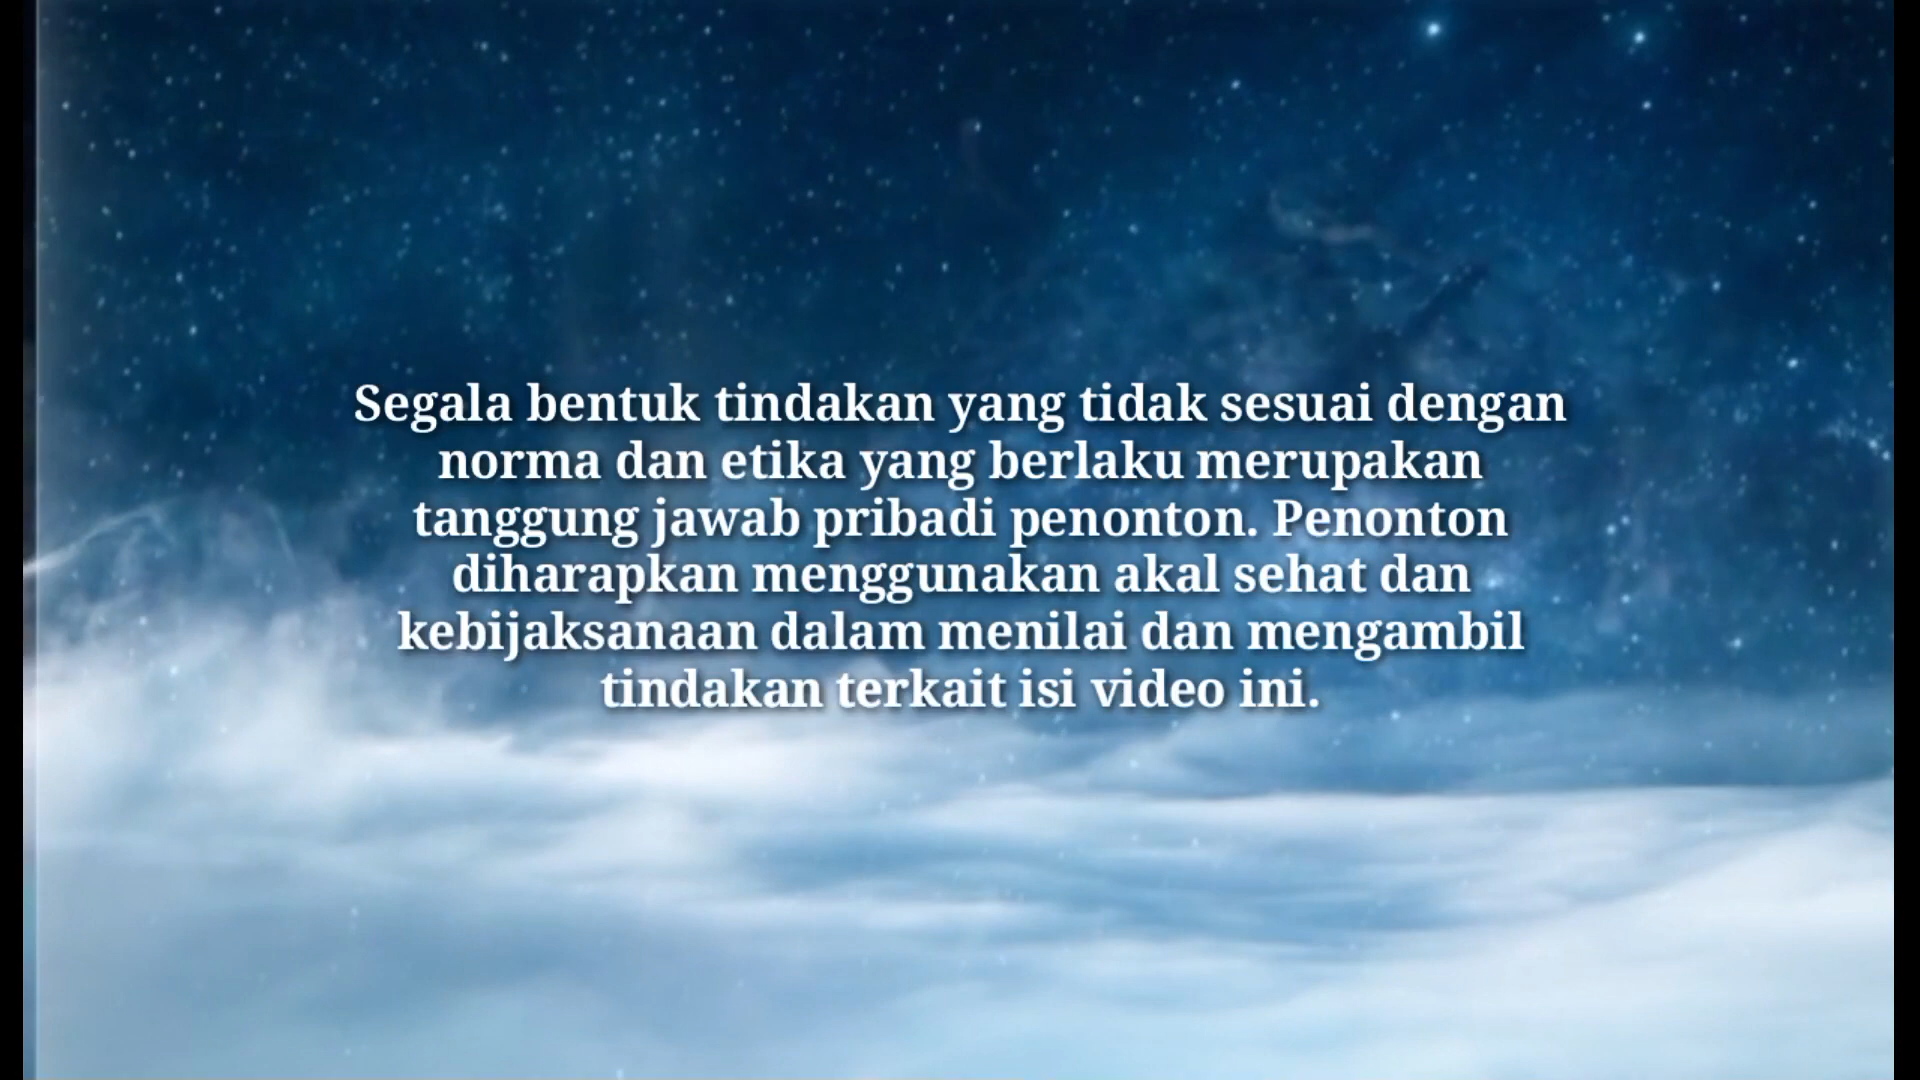 Segala bentuk tindakan yang tidak sesuai dengan
norma dan etika yang berlaku merupakan
tanggung jawab pribadi penonton. Penonton
diharapkan menggunakan akal sehat dan
kebijaksanaan dalam menilai dan mengambil
tindakan terkait isi video ini.